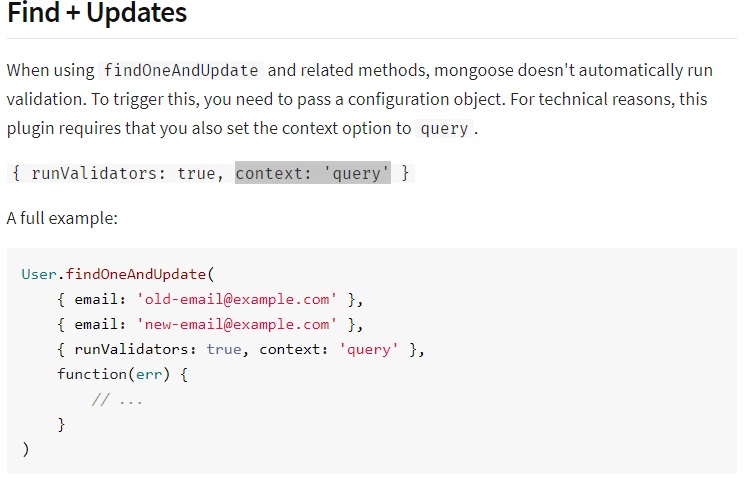 Find + Updates
When using findOneAndUpdate and related methods, mongoose doesn't automatically run
validation. To trigger this, you need to pass a configuration object. For technical reasons, this
plugin requires that you also set the context option to query.
{ runValidators: true, context: 'query' }
A full example:
User.findOneAndUpdate(
    { email: 'old-email@example.com' },
    { email: 'new-email@example.com' },
    { runValidators: true, context: 'query' },
    function(err) {
        // ...
    }
)